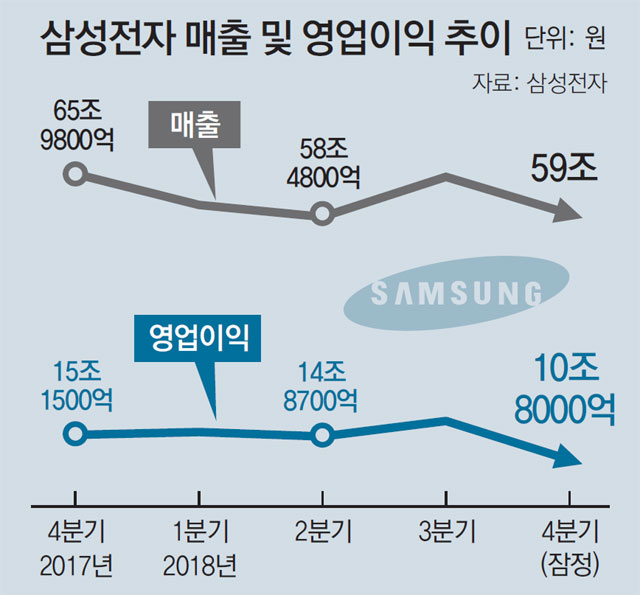 삼성전자 매출 및 영업이익 추이 단위: 원
자료: 삼성전자
65조
9800억
매출
58조
4800억
59조
SAMSUNG
영업이익
15조
1500억
14조
8700억
10조
8000억
4분기 1분기 2분기 3분기 4분기
2017년 2018년 (잠정)